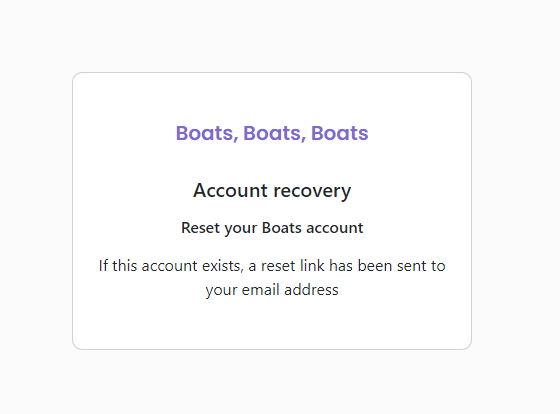 Boats, Boats, Boats
Account recovery
Reset your Boats account
If this account exists, a reset link has been sent to
your email address